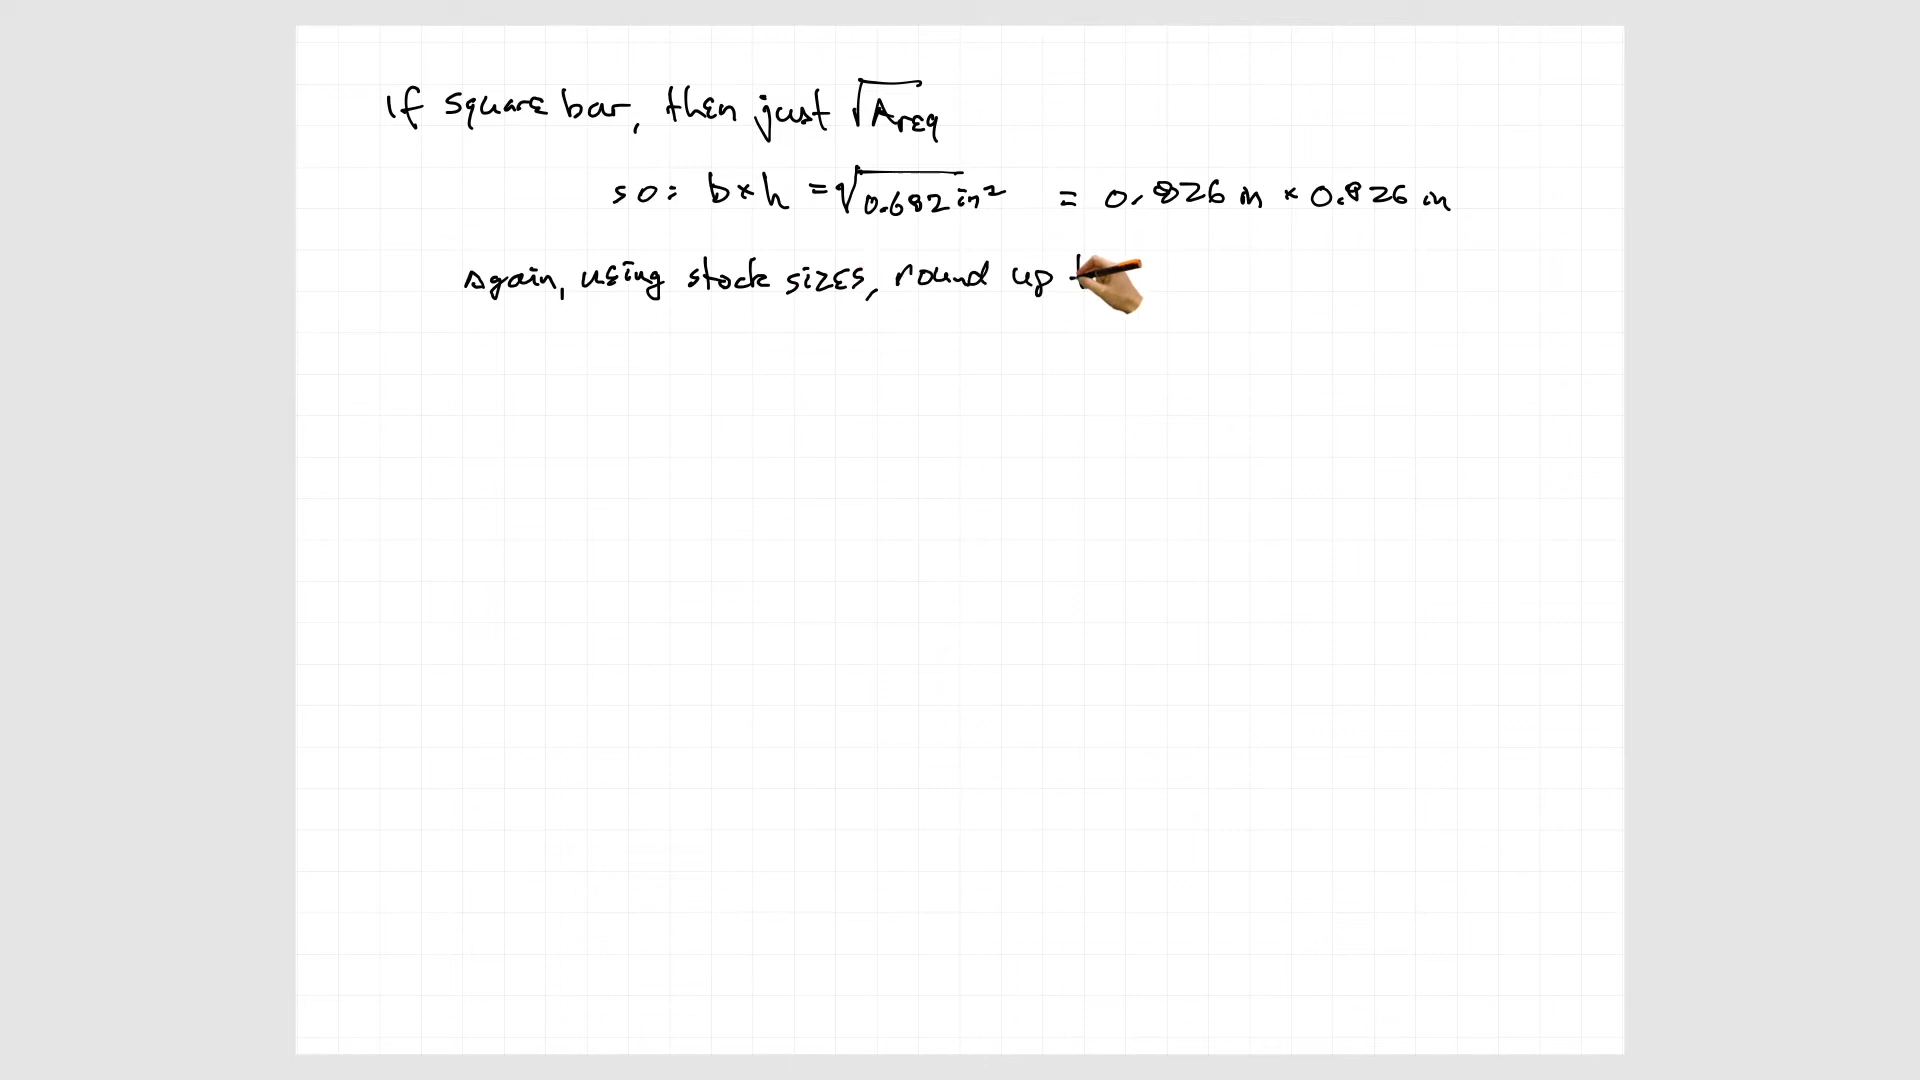 If square bar, then just √Areq
so: b×h = √0.682 in² = 0.826 in × 0.826 in
again, using stock sizes, round up t